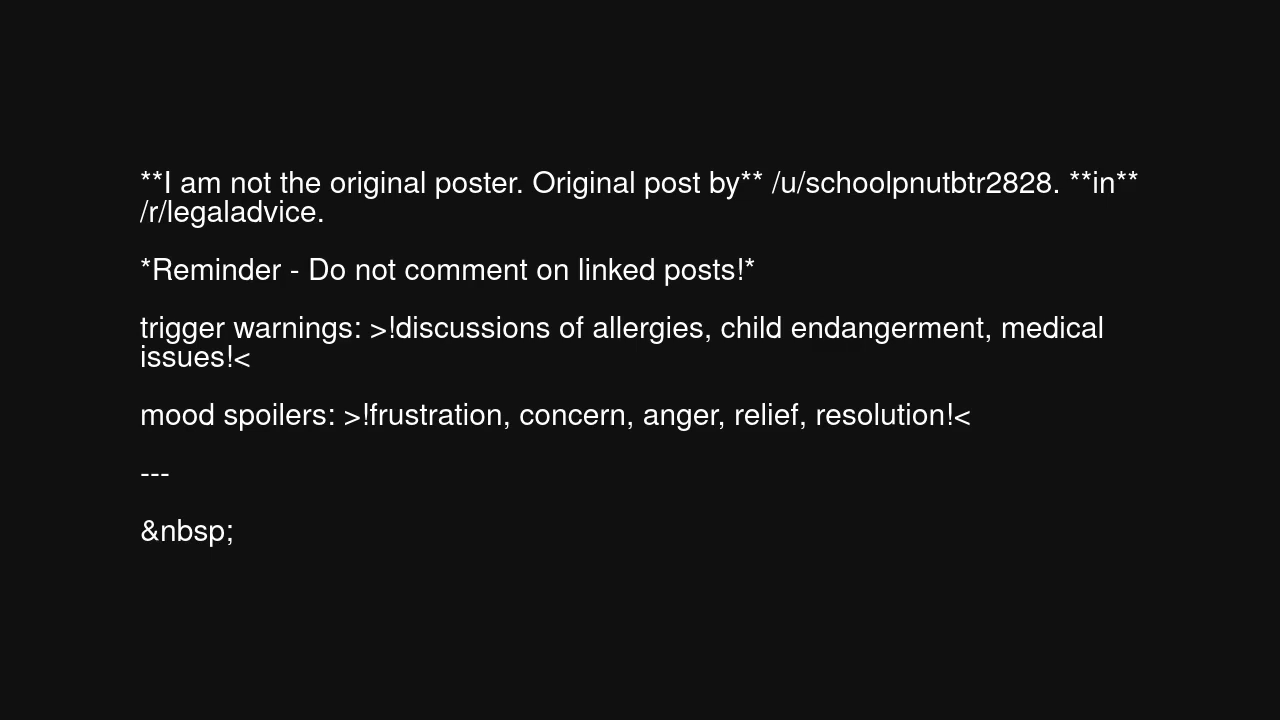 **I am not the original poster. Original post by** /u/schoolpnutbtr2828. **in**
/r/legaladvice.
*Reminder - Do not comment on linked posts!*
trigger warnings: >!discussions of allergies, child endangerment, medical
issues!<
mood spoilers: >!frustration, concern, anger, relief, resolution!<
---
&nbsp;